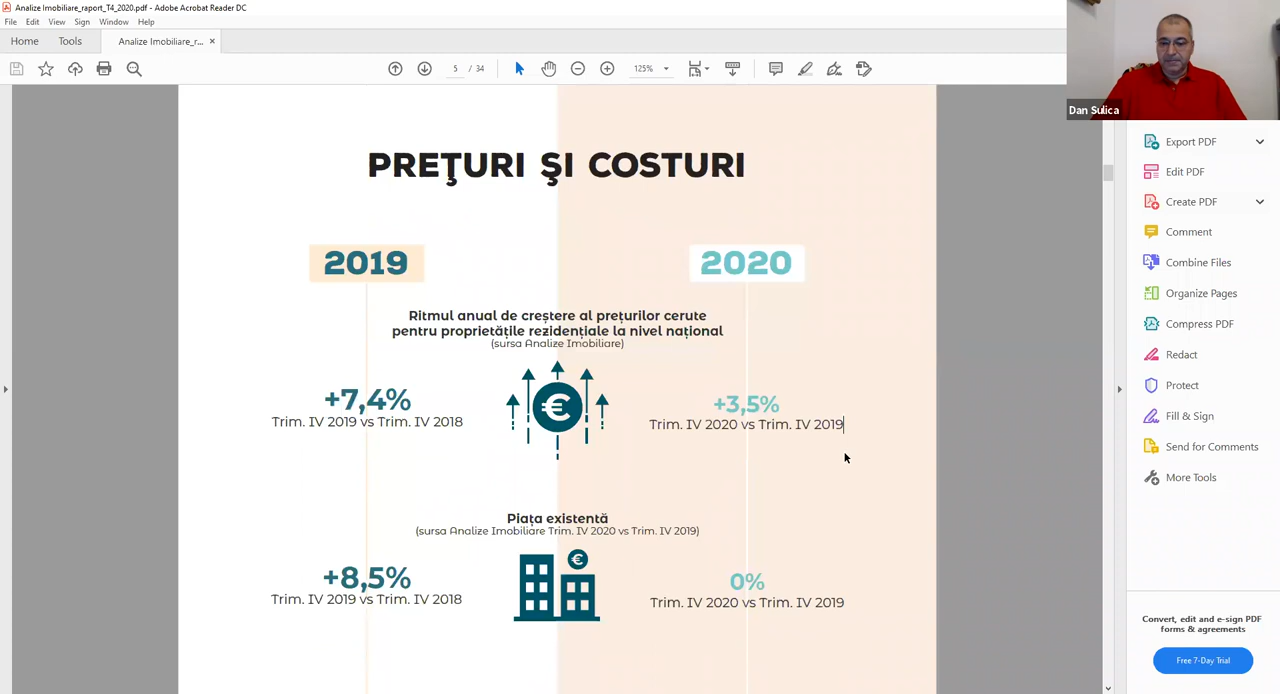 Analize Imobiliare_raport_T4_2020.pdf - Adobe Acrobat Reader DC
File Edit View Sign Window Help
Home Tools Analize Imobiliare_r... ×
5 / 34 125%
Dan Sulica
PREŢURI ŞI COSTURI
2019 2020
Ritmul anual de creștere al prețurilor cerute
pentru proprietățile rezidențiale la nivel național
(sursa Analize Imobiliare)
+7,4% +3,5%
Trim. IV 2019 vs Trim. IV 2018 Trim. IV 2020 vs Trim. IV 2019
Piața existentă
(sursa Analize Imobiliare Trim. IV 2020 vs Trim. IV 2019)
+8,5% 0%
Trim. IV 2019 vs Trim. IV 2018 Trim. IV 2020 vs Trim. IV 2019
Export PDF
Edit PDF
Create PDF
Comment
Combine Files
Organize Pages
Compress PDF
Redact
Protect
Fill & Sign
Send for Comments
More Tools
Convert, edit and e-sign PDF
forms & agreements
Free 7-Day Trial